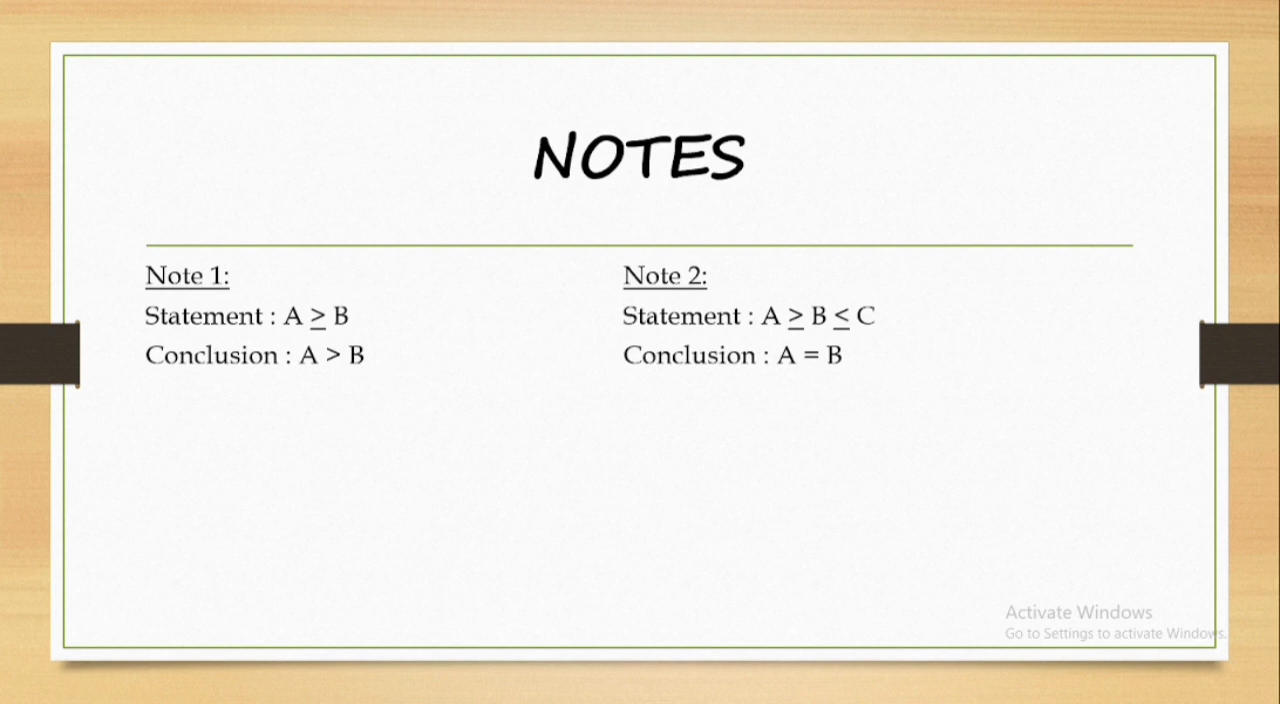 NOTES
Note 1:
Statement : A ≥ B
Conclusion : A > B
Note 2:
Statement : A ≥ B ≤ C
Conclusion : A = B
Activate Windows
Go to Settings to activate Windows.